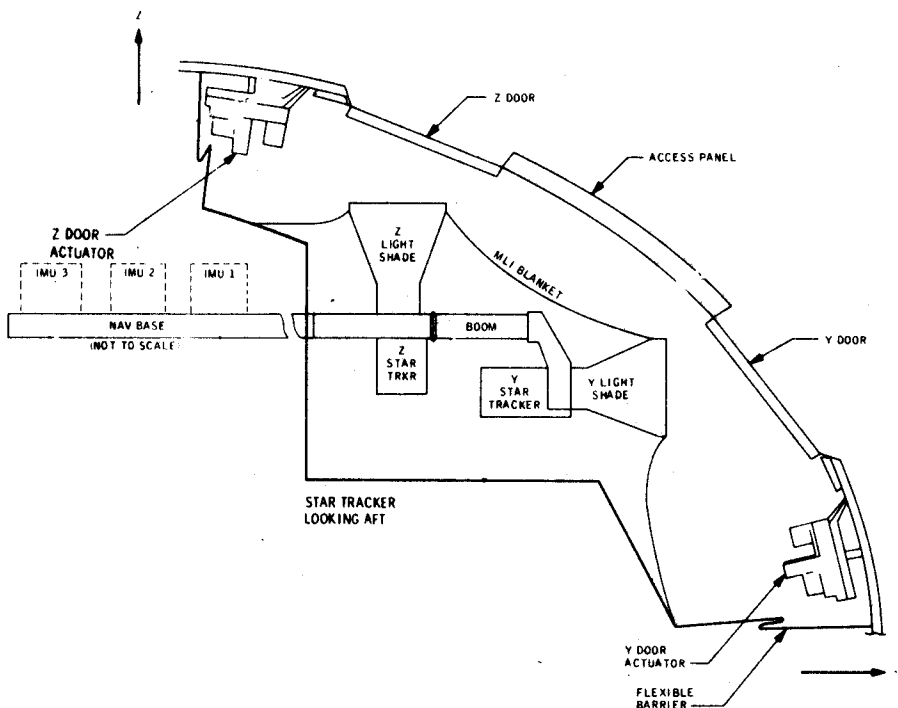 Z
Z DOOR
ACCESS PANEL
Z DOOR
ACTUATOR
Z
LIGHT
SHADE
MLI BLANKET
IMU 3
IMU 2
IMU 1
NAV BASE
(NOT TO SCALE)
BOOM
Z
STAR
TRKR
Y
STAR
TRACKER
Y LIGHT
SHADE
Y DOOR
STAR TRACKER
LOOKING AFT
Y DOOR
ACTUATOR
FLEXIBLE
BARRIER